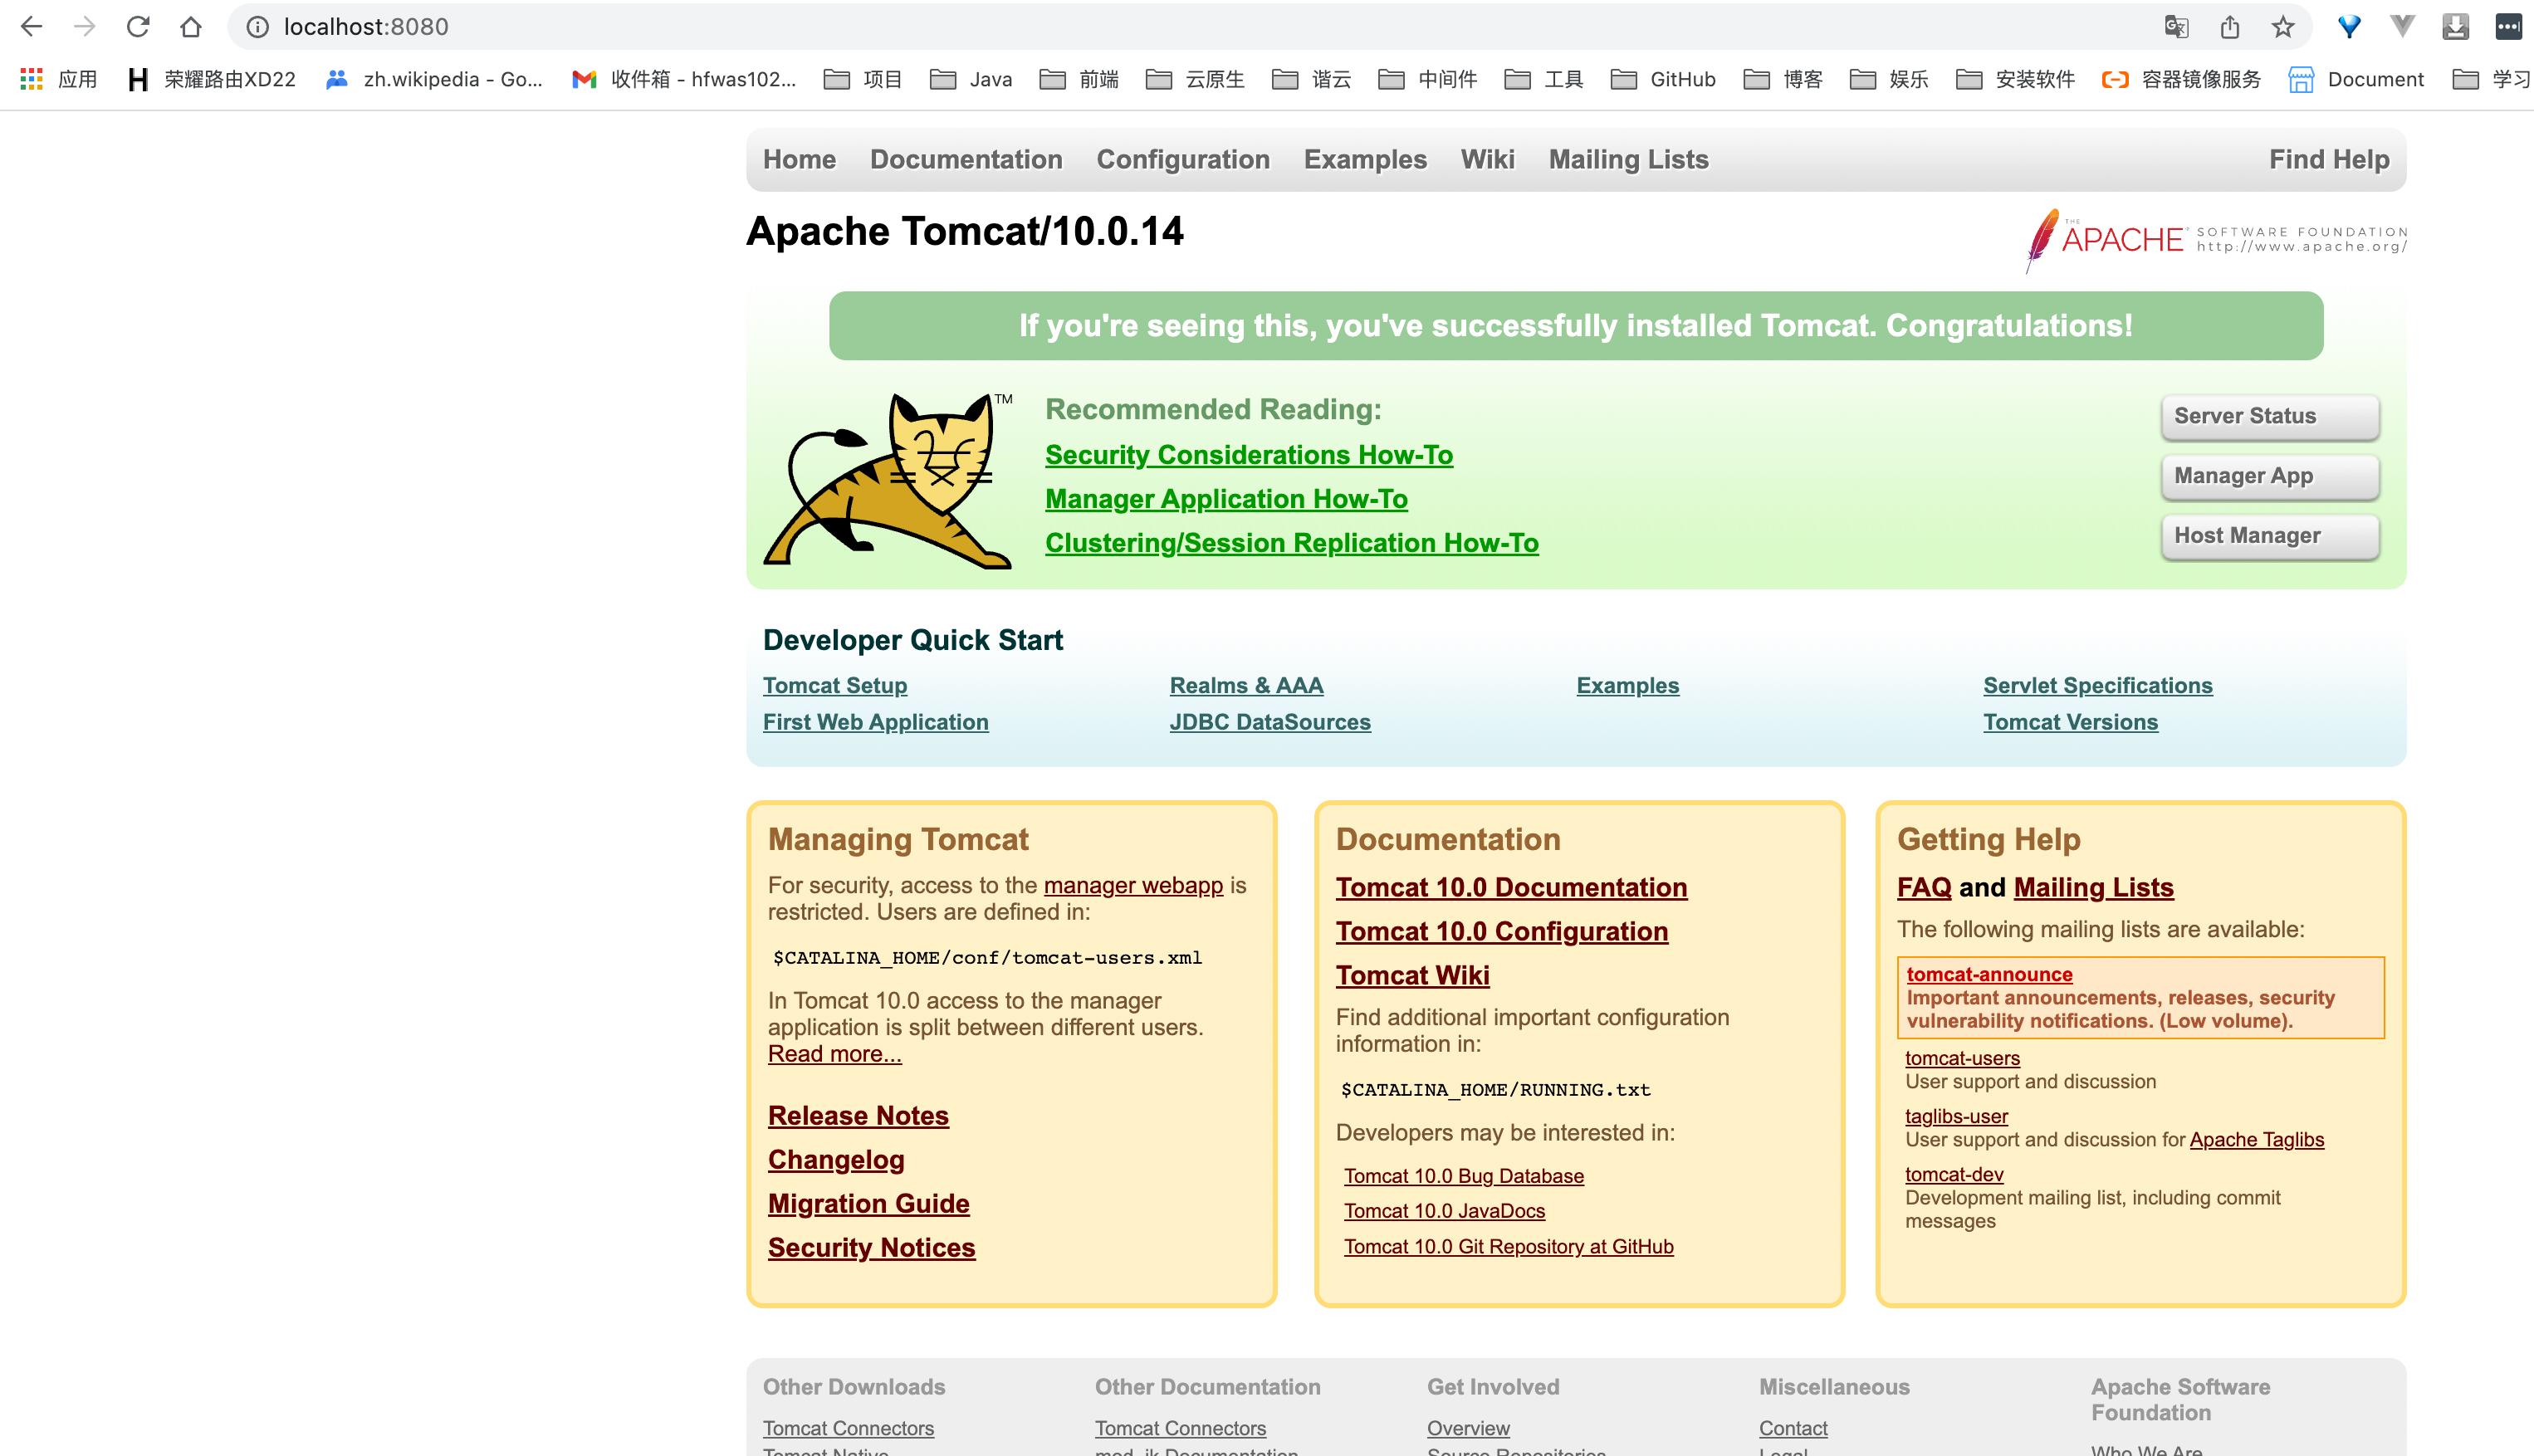 localhost:8080
应用 荣耀路由XD22 zh.wikipedia - Go... 收件箱 - hfwas102... 项目 Java 前端 云原生 谐云 中间件 工具 GitHub 博客 娱乐 安装软件 容器镜像服务 Document 学习
Home Documentation Configuration Examples Wiki Mailing Lists Find Help
Apache Tomcat/10.0.14
THE APACHE SOFTWARE FOUNDATION
http://www.apache.org/
If you're seeing this, you've successfully installed Tomcat. Congratulations!
TM
Recommended Reading:
Security Considerations How-To
Manager Application How-To
Clustering/Session Replication How-To
Server Status
Manager App
Host Manager
Developer Quick Start
Tomcat Setup Realms & AAA Examples Servlet Specifications
First Web Application JDBC DataSources Tomcat Versions
Managing Tomcat
For security, access to the manager webapp is
restricted. Users are defined in:
$CATALINA_HOME/conf/tomcat-users.xml
In Tomcat 10.0 access to the manager
application is split between different users.
Read more...
Release Notes
Changelog
Migration Guide
Security Notices
Documentation
Tomcat 10.0 Documentation
Tomcat 10.0 Configuration
Tomcat Wiki
Find additional important configuration
information in:
$CATALINA_HOME/RUNNING.txt
Developers may be interested in:
Tomcat 10.0 Bug Database
Tomcat 10.0 JavaDocs
Tomcat 10.0 Git Repository at GitHub
Getting Help
FAQ and Mailing Lists
The following mailing lists are available:
tomcat-announce
Important announcements, releases, security
vulnerability notifications. (Low volume).
tomcat-users
User support and discussion
taglibs-user
User support and discussion for Apache Taglibs
tomcat-dev
Development mailing list, including commit
messages
Other Downloads
Tomcat Connectors
Tomcat Native
Other Documentation
Tomcat Connectors
mod_jk Documentation
Get Involved
Overview
Source Repositories
Miscellaneous
Contact
Legal
Apache Software
Foundation
Who We Are